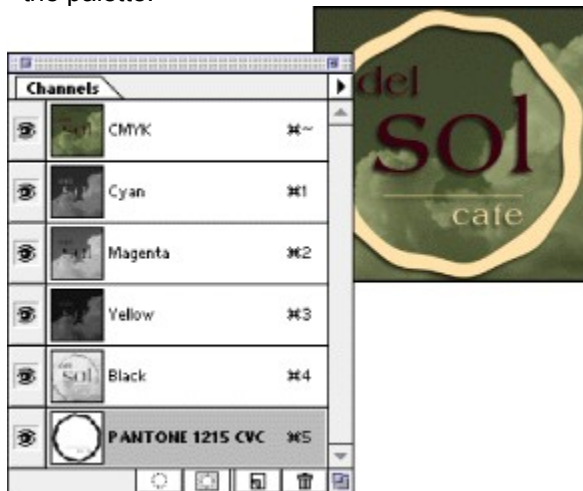 the palette.
Channels
CMYK ⌘~
Cyan ⌘1
Magenta ⌘2
Yellow ⌘3
Black ⌘4
PANTONE 1215 CVC ⌘5
del
sol
cafe